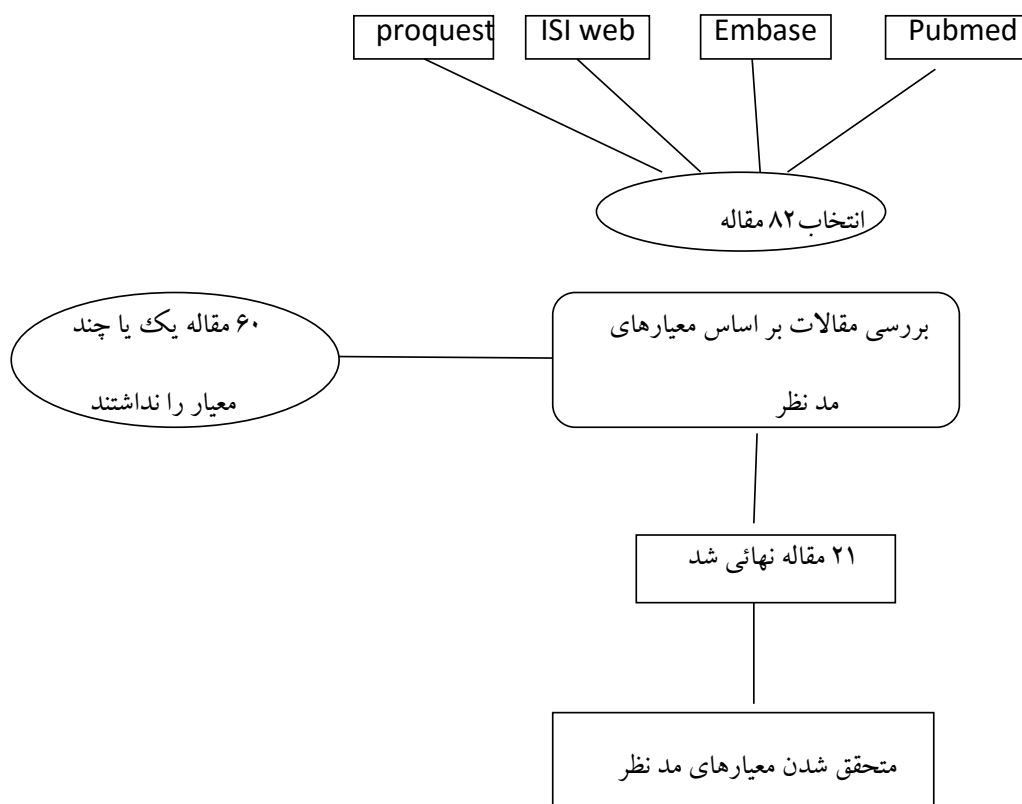 proquest
ISI web
Embase
Pubmed
انتخاب ۸۲ مقاله
بررسی مقالات بر اساس معیارهای
مد نظر
۶۰ مقاله یک یا چند
معیار را نداشتند
۲۱ مقاله نهائی شد
متحقق شدن معیارهای مد نظر